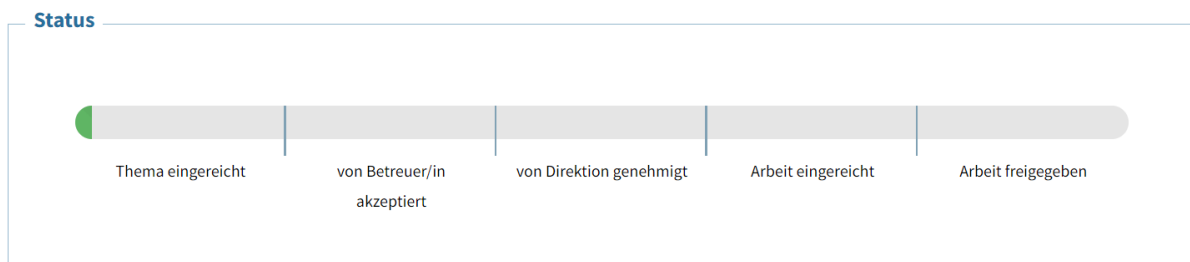 Status
Thema eingereicht
von Betreuer/in
akzeptiert
von Direktion genehmigt
Arbeit eingereicht
Arbeit freigegeben